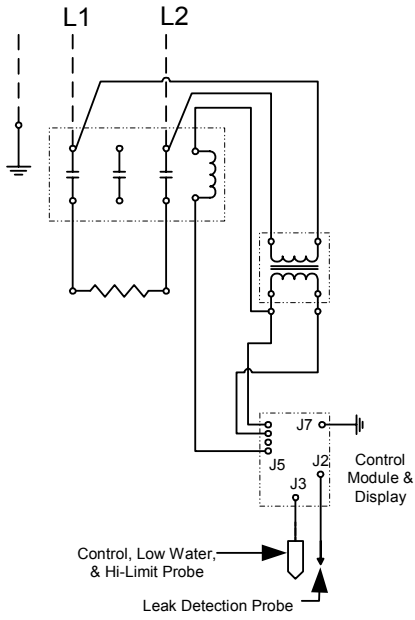 L1
L2
J7
J5
J2
J3
Control
Module &
Display
Control, Low Water,
& Hi-Limit Probe
Leak Detection Probe